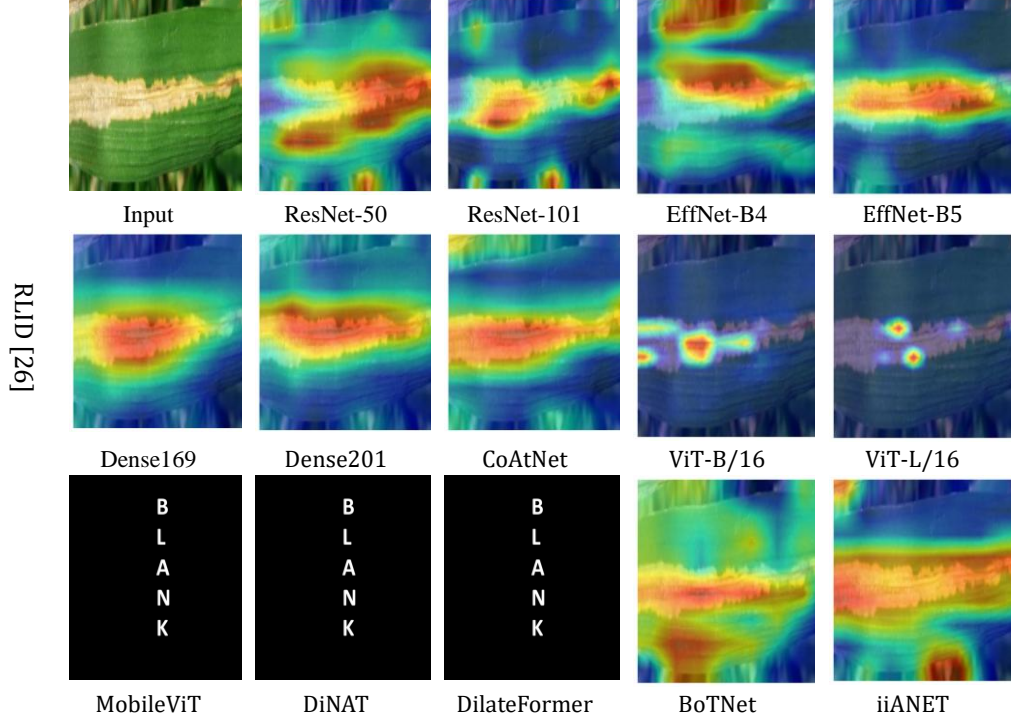 Input ResNet-50 ResNet-101 EffNet-B4 EffNet-B5
RLID [26]
Dense169 Dense201 CoAtNet ViT-B/16 ViT-L/16
B
L
A
N
K
B
L
A
N
K
B
L
A
N
K
MobileViT DiNAT DilateFormer BoTNet iiANET